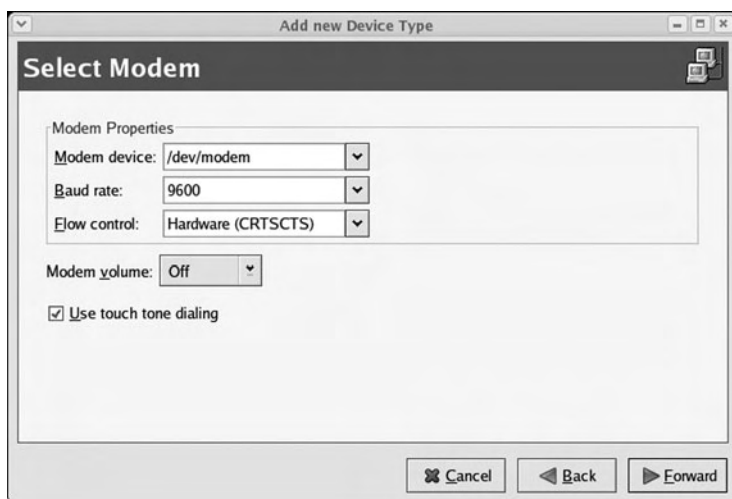 Add new Device Type
Select Modem
Modem Properties
Modem device: /dev/modem
Baud rate: 9600
Flow control: Hardware (CRTSCTS)
Modem volume: Off
Use touch tone dialing
Cancel Back Forward